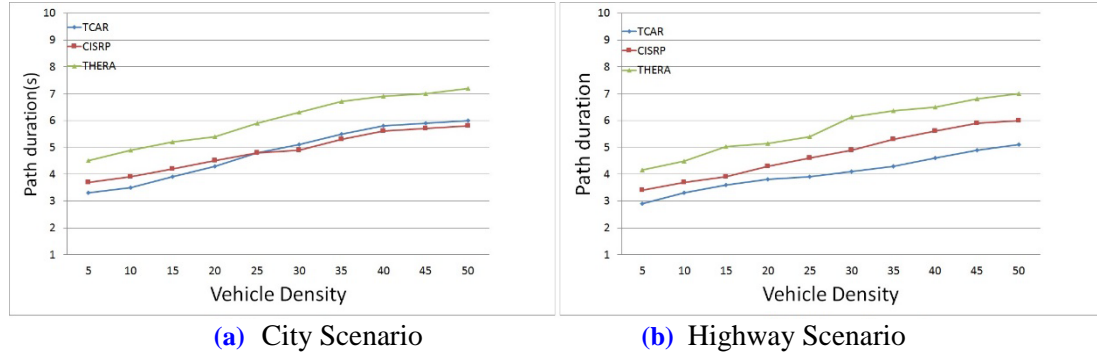 10
9
8
7
6
5
4
3
2
1
Path duration(s)
TCAR
CISRP
THERA
5 10 15 20 25 30 35 40 45 50
Vehicle Density
(a) City Scenario
10
9
8
7
6
5
4
3
2
1
Path duration
TCAR
CISRP
THERA
5 10 15 20 25 30 35 40 45 50
Vehicle Density
(b) Highway Scenario